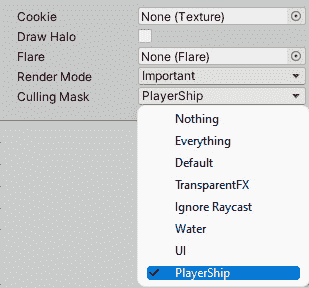 Cookie None (Texture)
Draw Halo
Flare None (Flare)
Render Mode Important
Culling Mask PlayerShip
Nothing
Everything
Default
TransparentFX
Ignore Raycast
Water
UI
PlayerShip